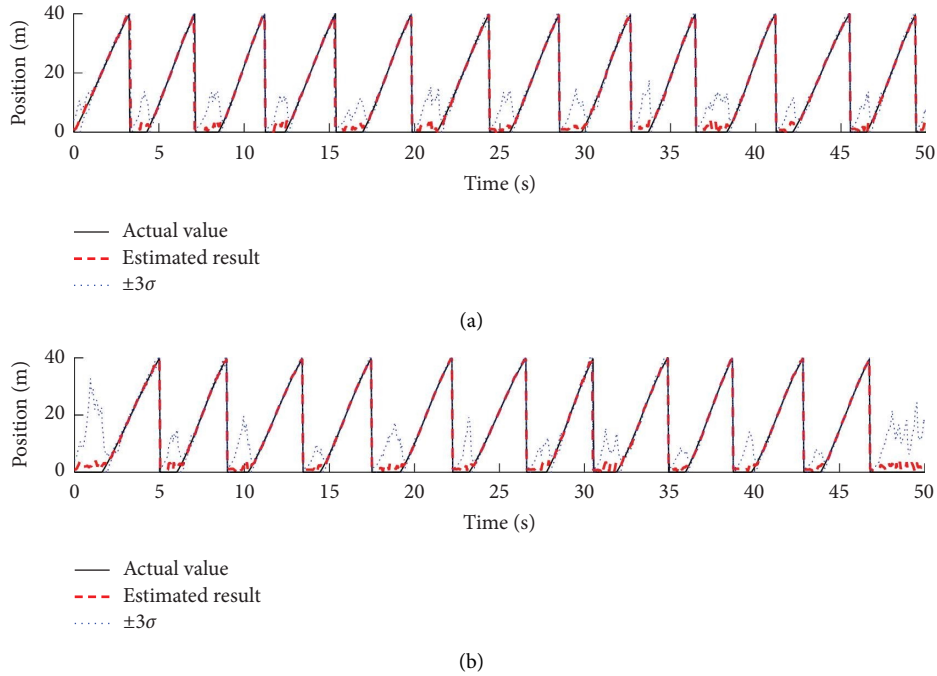 40
20
0
Position (m)
0 5 10 15 20 25 30 35 40 45 50
Time (s)
Actual value
Estimated result
±3σ
(a)
40
20
0
Position (m)
0 5 10 15 20 25 30 35 40 45 50
Time (s)
Actual value
Estimated result
±3σ
(b)